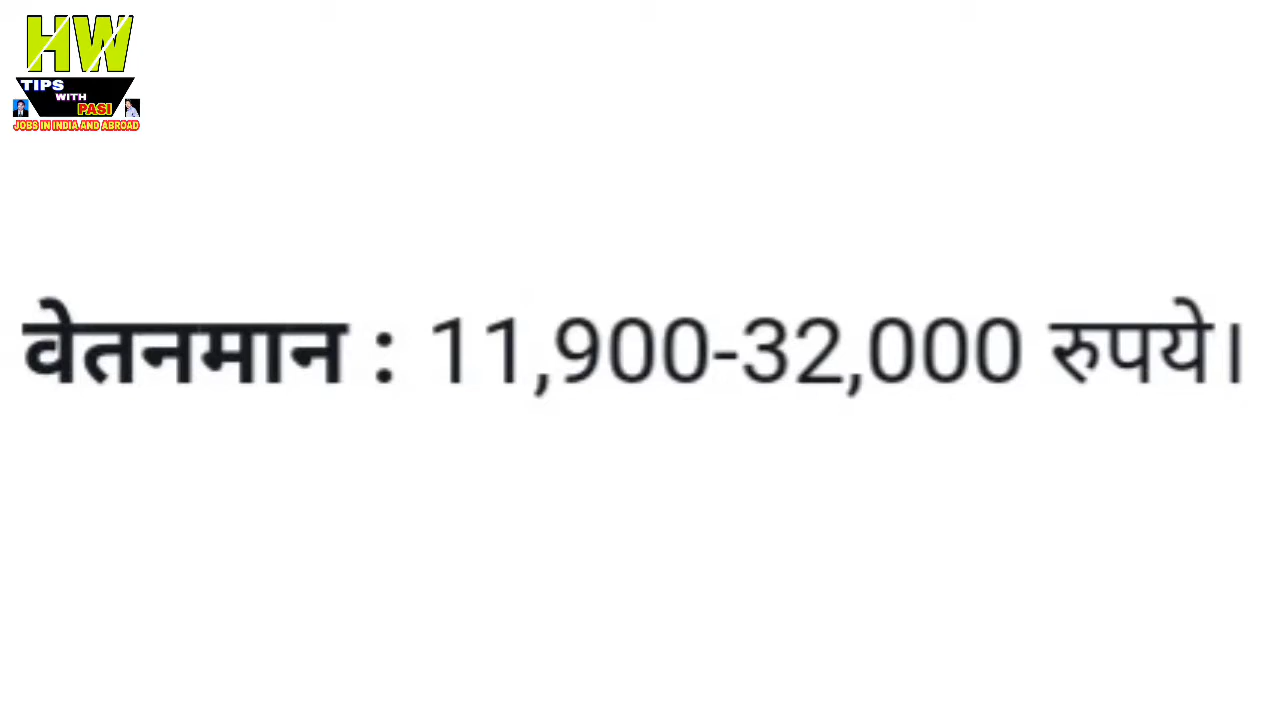 HW
TIPS
WITH
PASI
JOBS IN INDIA AND ABROAD
वेतनमान : 11,900-32,000 रुपये।